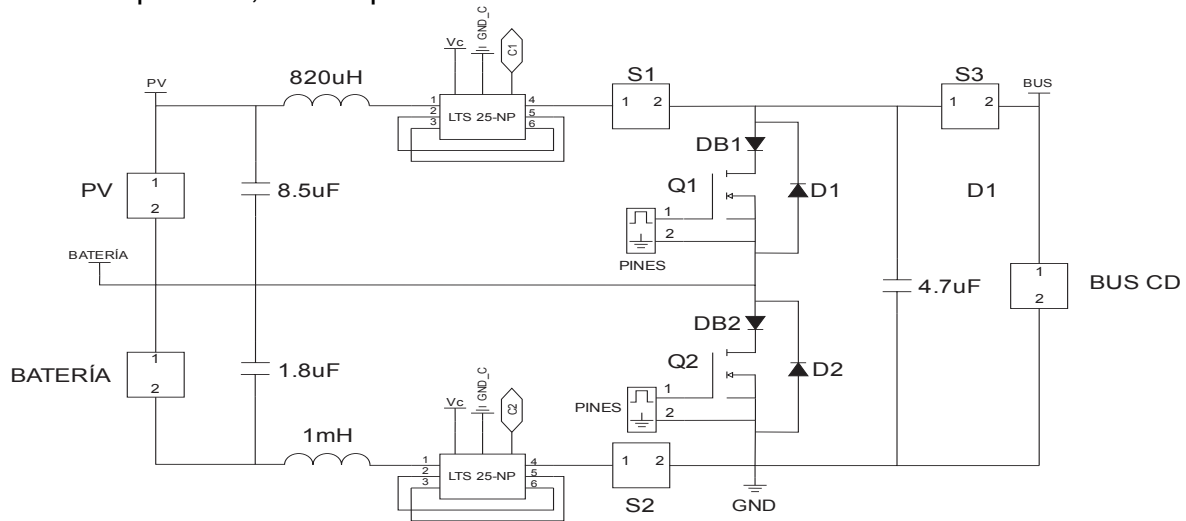 GND_C
Vc
C1
820uH
S1
S3
PV
BUS
1
2
3
LTS 25-NP
4
5
6
1 2
1 2
DB1
PV
1
2
8.5uF
Q1
D1
D1
1
2
PINES
BATERÍA
4.7uF
1
2
BUS CD
DB2
BATERÍA
1
2
1.8uF
Q2
D2
1
2
PINES
GND_C
Vc
C2
1mH
1
2
3
LTS 25-NP
4
5
6
1 2
S2
GND